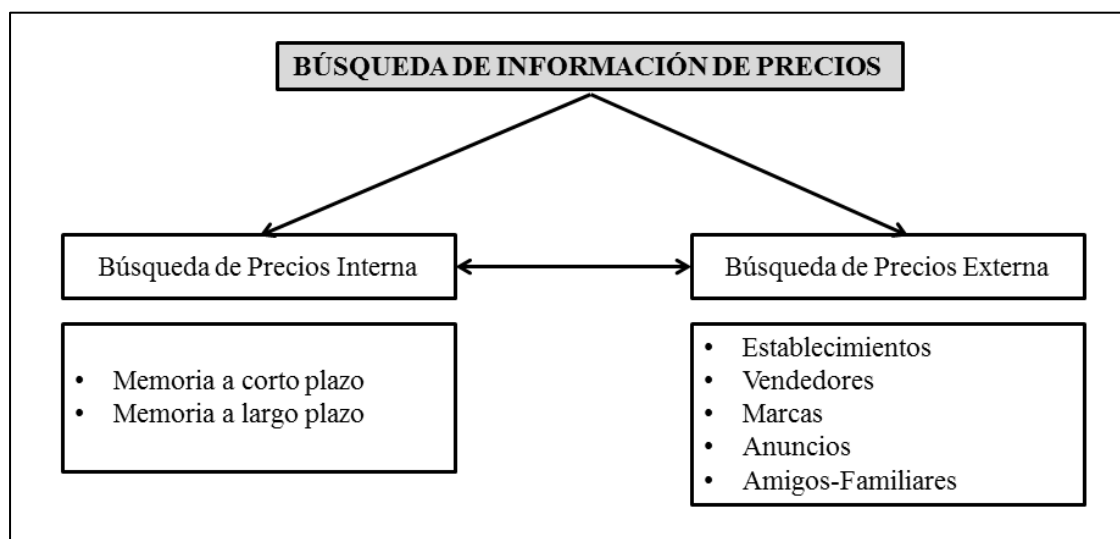 BÚSQUEDA DE INFORMACIÓN DE PRECIOS
Búsqueda de Precios Interna
Búsqueda de Precios Externa
• Memoria a corto plazo
• Memoria a largo plazo
• Establecimientos
• Vendedores
• Marcas
• Anuncios
• Amigos-Familiares